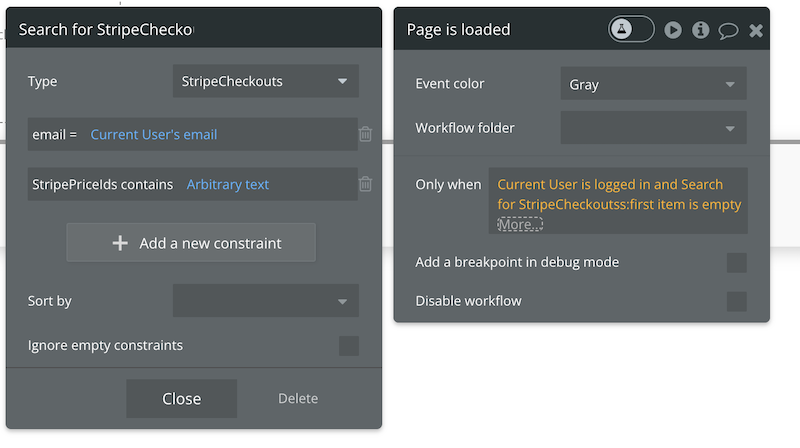 Search for StripeChecko
Type
StripeCheckouts
email = Current User's email
StripePriceIds contains Arbitrary text
Add a new constraint
Sort by
Ignore empty constraints
Close
Delete
Page is loaded
Event color
Gray
Workflow folder
Only when
Current User is logged in and Search
for StripeCheckoutss:first item is empty
More...
Add a breakpoint in debug mode
Disable workflow